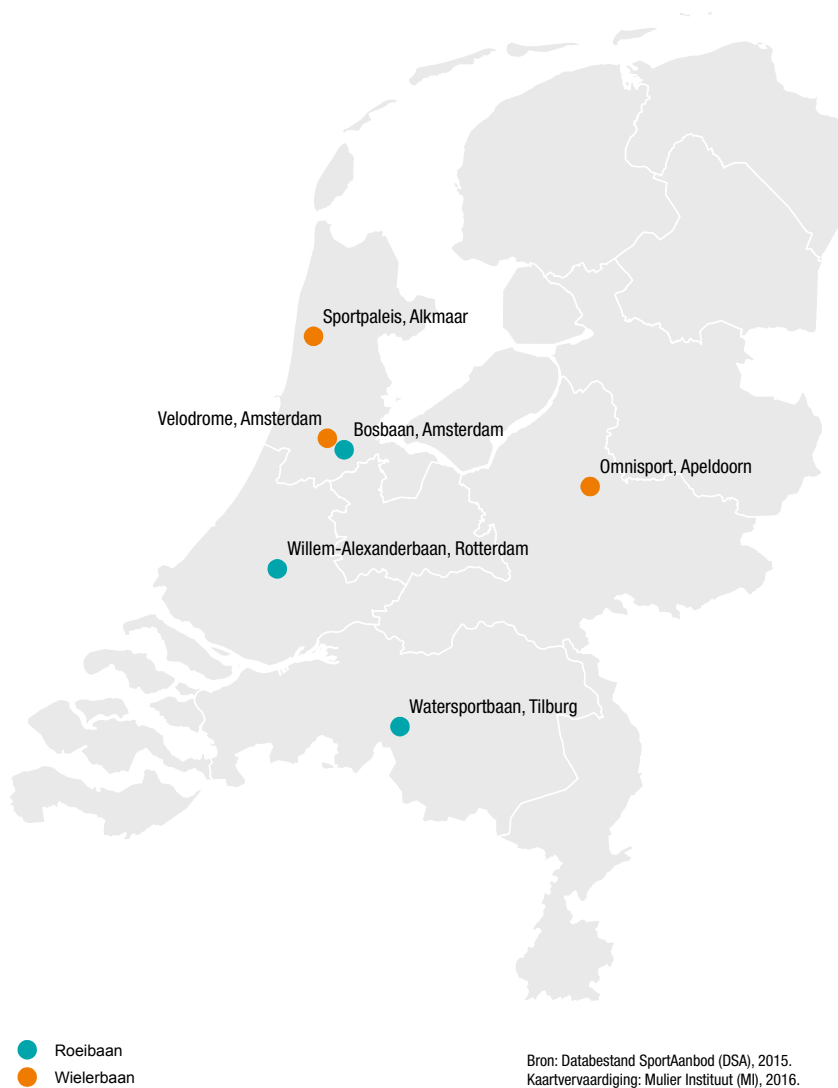 Sportpaleis, Alkmaar
Velodrome, Amsterdam
Bosbaan, Amsterdam
Omnisport, Apeldoorn
Willem-Alexanderbaan, Rotterdam
Watersportbaan, Tilburg
Roeibaan
Wielerbaan
Bron: Databestand SportAanbod (DSA), 2015.
Kaartvervaardiging: Mulier Instituut (MI), 2016.